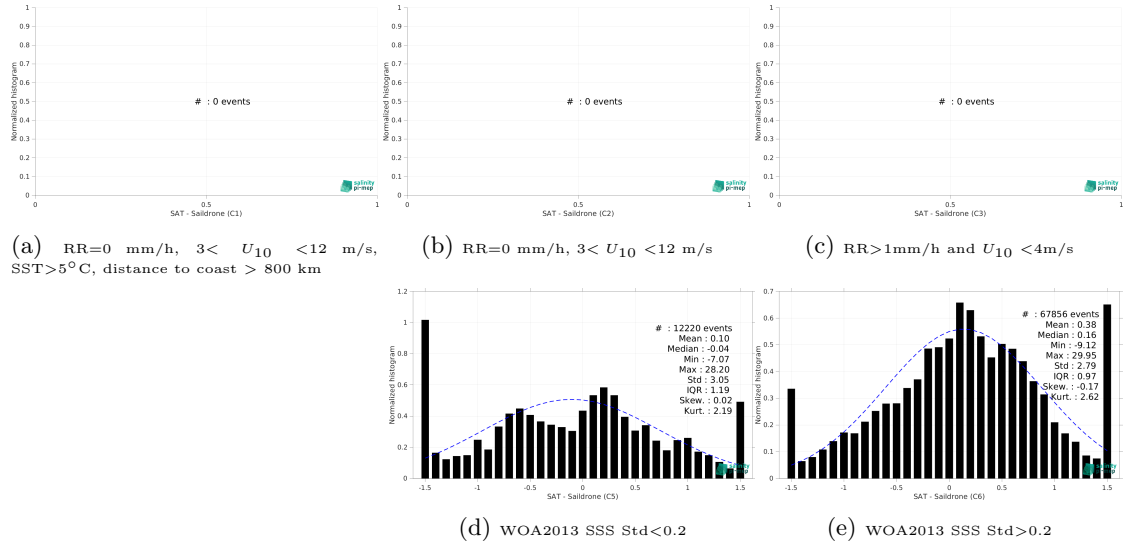 1
0.9
0.8
0.7
0.6
0.5
0.4
0.3
0.2
0.1
0
Normalized histogram
# : 0 events
salinity
pi-mep
0 0.5 1
SAT - Saildrone (C1)
1
0.9
0.8
0.7
0.6
0.5
0.4
0.3
0.2
0.1
0
Normalized histogram
# : 0 events
salinity
pi-mep
0 0.5 1
SAT - Saildrone (C2)
1
0.9
0.8
0.7
0.6
0.5
0.4
0.3
0.2
0.1
0
Normalized histogram
# : 0 events
salinity
pi-mep
0 0.5 1
SAT - Saildrone (C3)
(a) RR=0 mm/h, 3< U10 <12 m/s,
SST>5°C, distance to coast > 800 km
(b) RR=0 mm/h, 3< U10 <12 m/s
(c) RR>1mm/h and U10 <4m/s
1.2
1
0.8
0.6
0.4
0.2
0
Normalized histogram
# : 12220 events
Mean : 0.10
Median : -0.04
Min : -7.07
Max : 28.20
Std : 3.05
IQR : 1.19
Skew. : 0.02
Kurt. : 2.19
salinity
pi-mep
-1.5 -1 -0.5 0 0.5 1 1.5
SAT - Saildrone (C5)
0.7
0.6
0.5
0.4
0.3
0.2
0.1
0
Normalized histogram
# : 67856 events
Mean : 0.38
Median : 0.16
Min : -9.12
Max : 29.95
Std : 2.79
IQR : 0.97
Skew. : -0.17
Kurt. : 2.62
salinity
pi-mep
-1.5 -1 -0.5 0 0.5 1 1.5
SAT - Saildrone (C6)
(d) WOA2013 SSS Std<0.2
(e) WOA2013 SSS Std>0.2